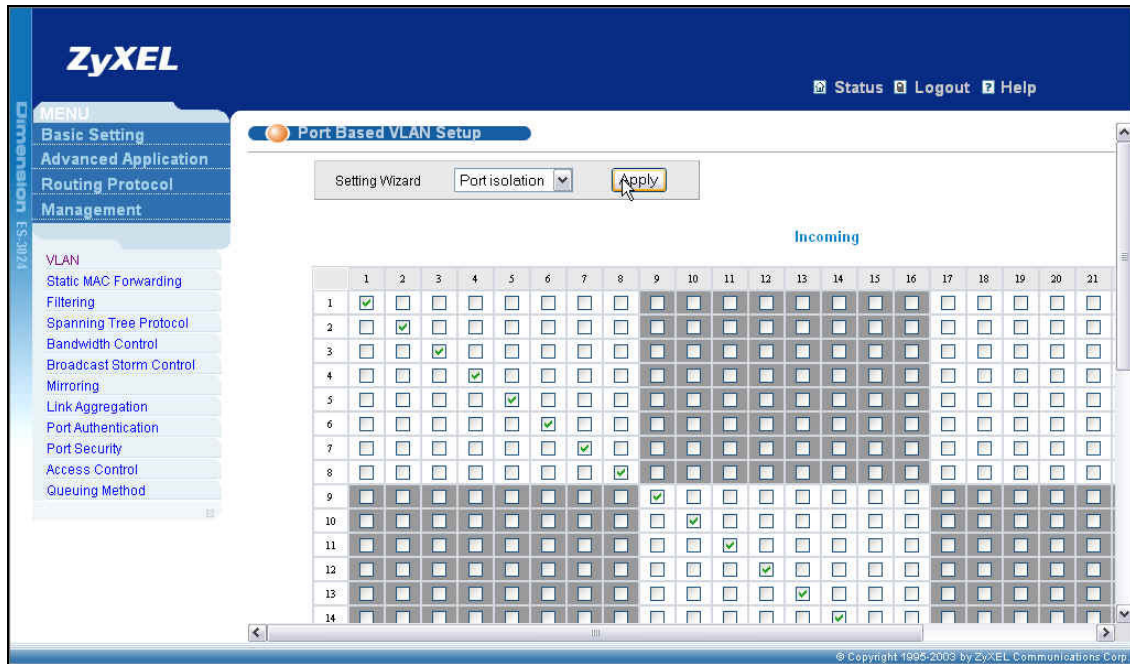 ZyXEL
Status Logout Help
Dimension ES-3024
MENU
Basic Setting
Advanced Application
Routing Protocol
Management
VLAN
Static MAC Forwarding
Filtering
Spanning Tree Protocol
Bandwidth Control
Broadcast Storm Control
Mirroring
Link Aggregation
Port Authentication
Port Security
Access Control
Queuing Method
Port Based VLAN Setup
Setting Wizard Port isolation Apply
Incoming
1 2 3 4 5 6 7 8 9 10 11 12 13 14 15 16 17 18 19 20 21
1
2
3
4
5
6
7
8
9
10
11
12
13
14
© Copyright 1995-2003 by ZyXEL Communications Corp